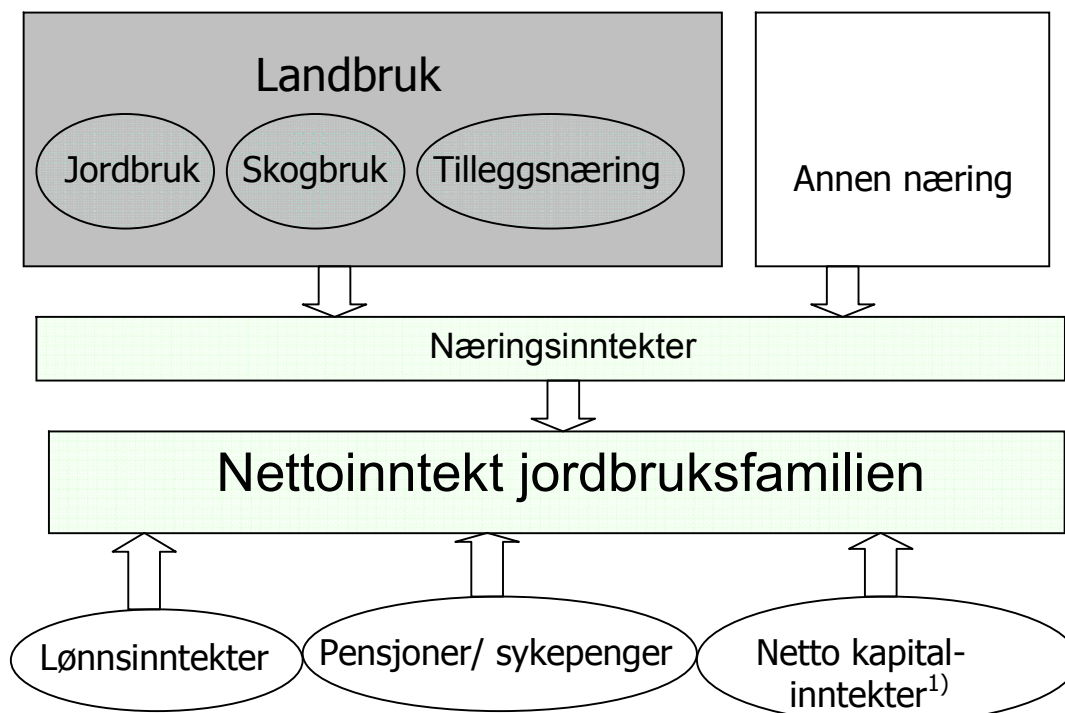 Landbruk
Jordbruk
Skogbruk
Tilleggsnæring
Annen næring
Næringsinntekter
Nettoinntekt jordbruksfamilien
Lønnsinntekter
Pensjoner/ sykepenger
Netto kapital-
inntekter1)